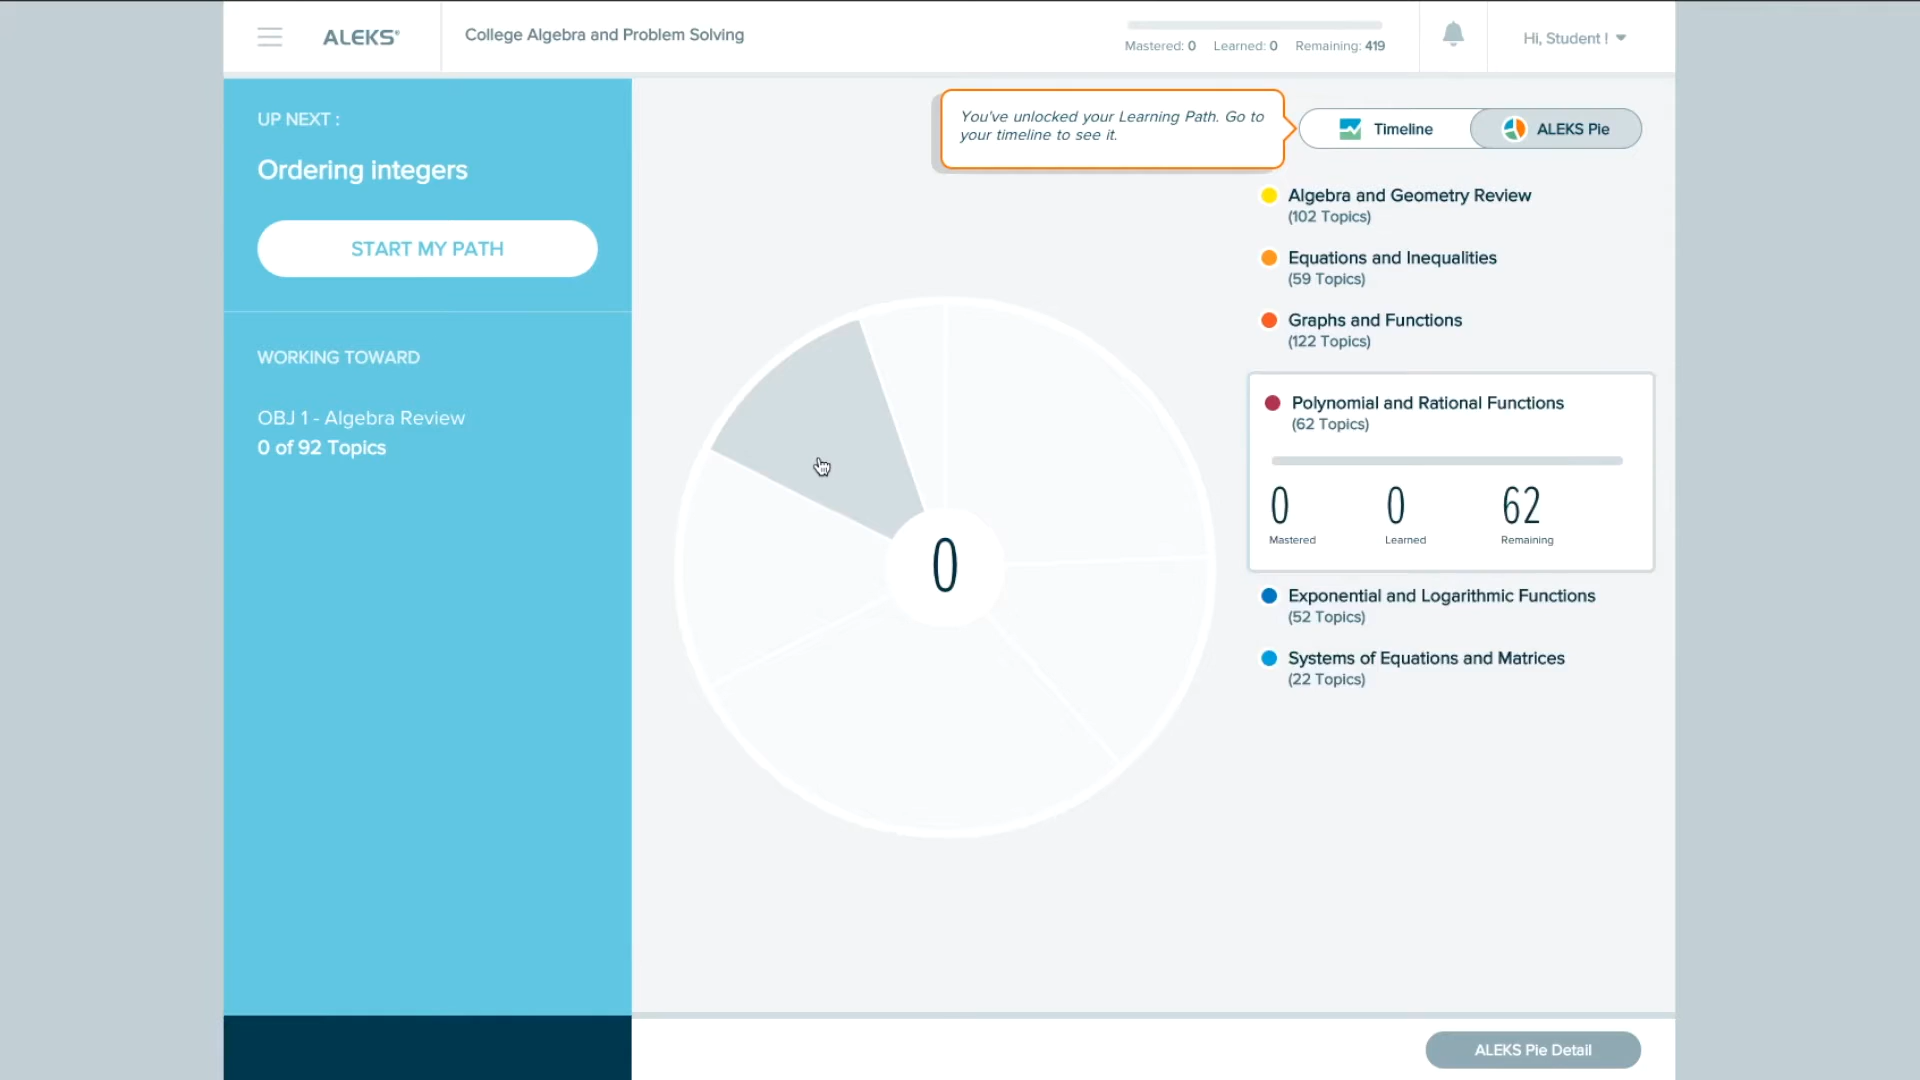 ALEKS®
College Algebra and Problem Solving
Mastered: 0 Learned: 0 Remaining: 419
Hi, Student !
UP NEXT :
Ordering integers
START MY PATH
WORKING TOWARD
OBJ 1 - Algebra Review
0 of 92 Topics
You've unlocked your Learning Path. Go to
your timeline to see it.
Timeline
ALEKS Pie
0
Algebra and Geometry Review
(102 Topics)
Equations and Inequalities
(59 Topics)
Graphs and Functions
(122 Topics)
Polynomial and Rational Functions
(62 Topics)
0 0 62
Mastered Learned Remaining
Exponential and Logarithmic Functions
(52 Topics)
Systems of Equations and Matrices
(22 Topics)
ALEKS Pie Detail